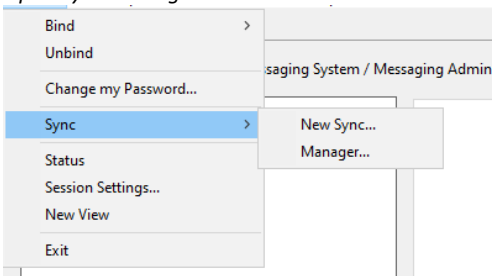 Bind
Unbind
ssaging System / Messaging Admin
Change my Password...
Sync
New Sync...
Manager...
Status
Session Settings...
New View
Exit